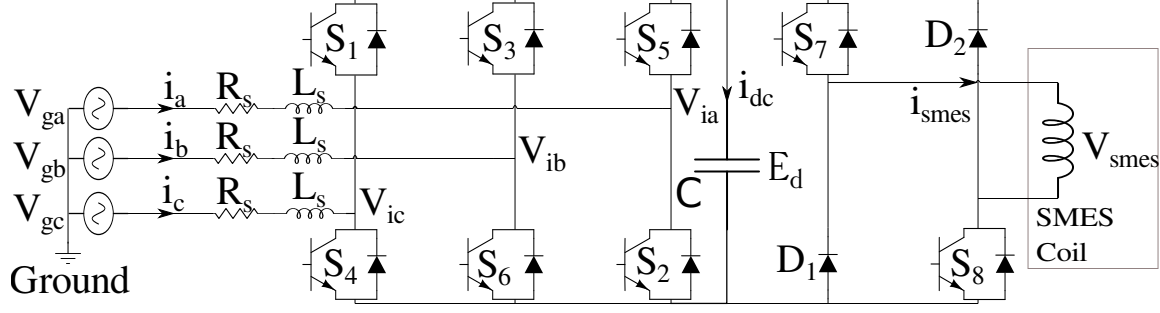 S1 S3 S5 S7 D2
Vga ia Rs Ls Via idc ismes
Vgb ib Rs Ls Vib C Ed Vsmes
Vgc ic Rs Ls Vic SMES
Coil
Ground S4 S6 S2 D1 S8